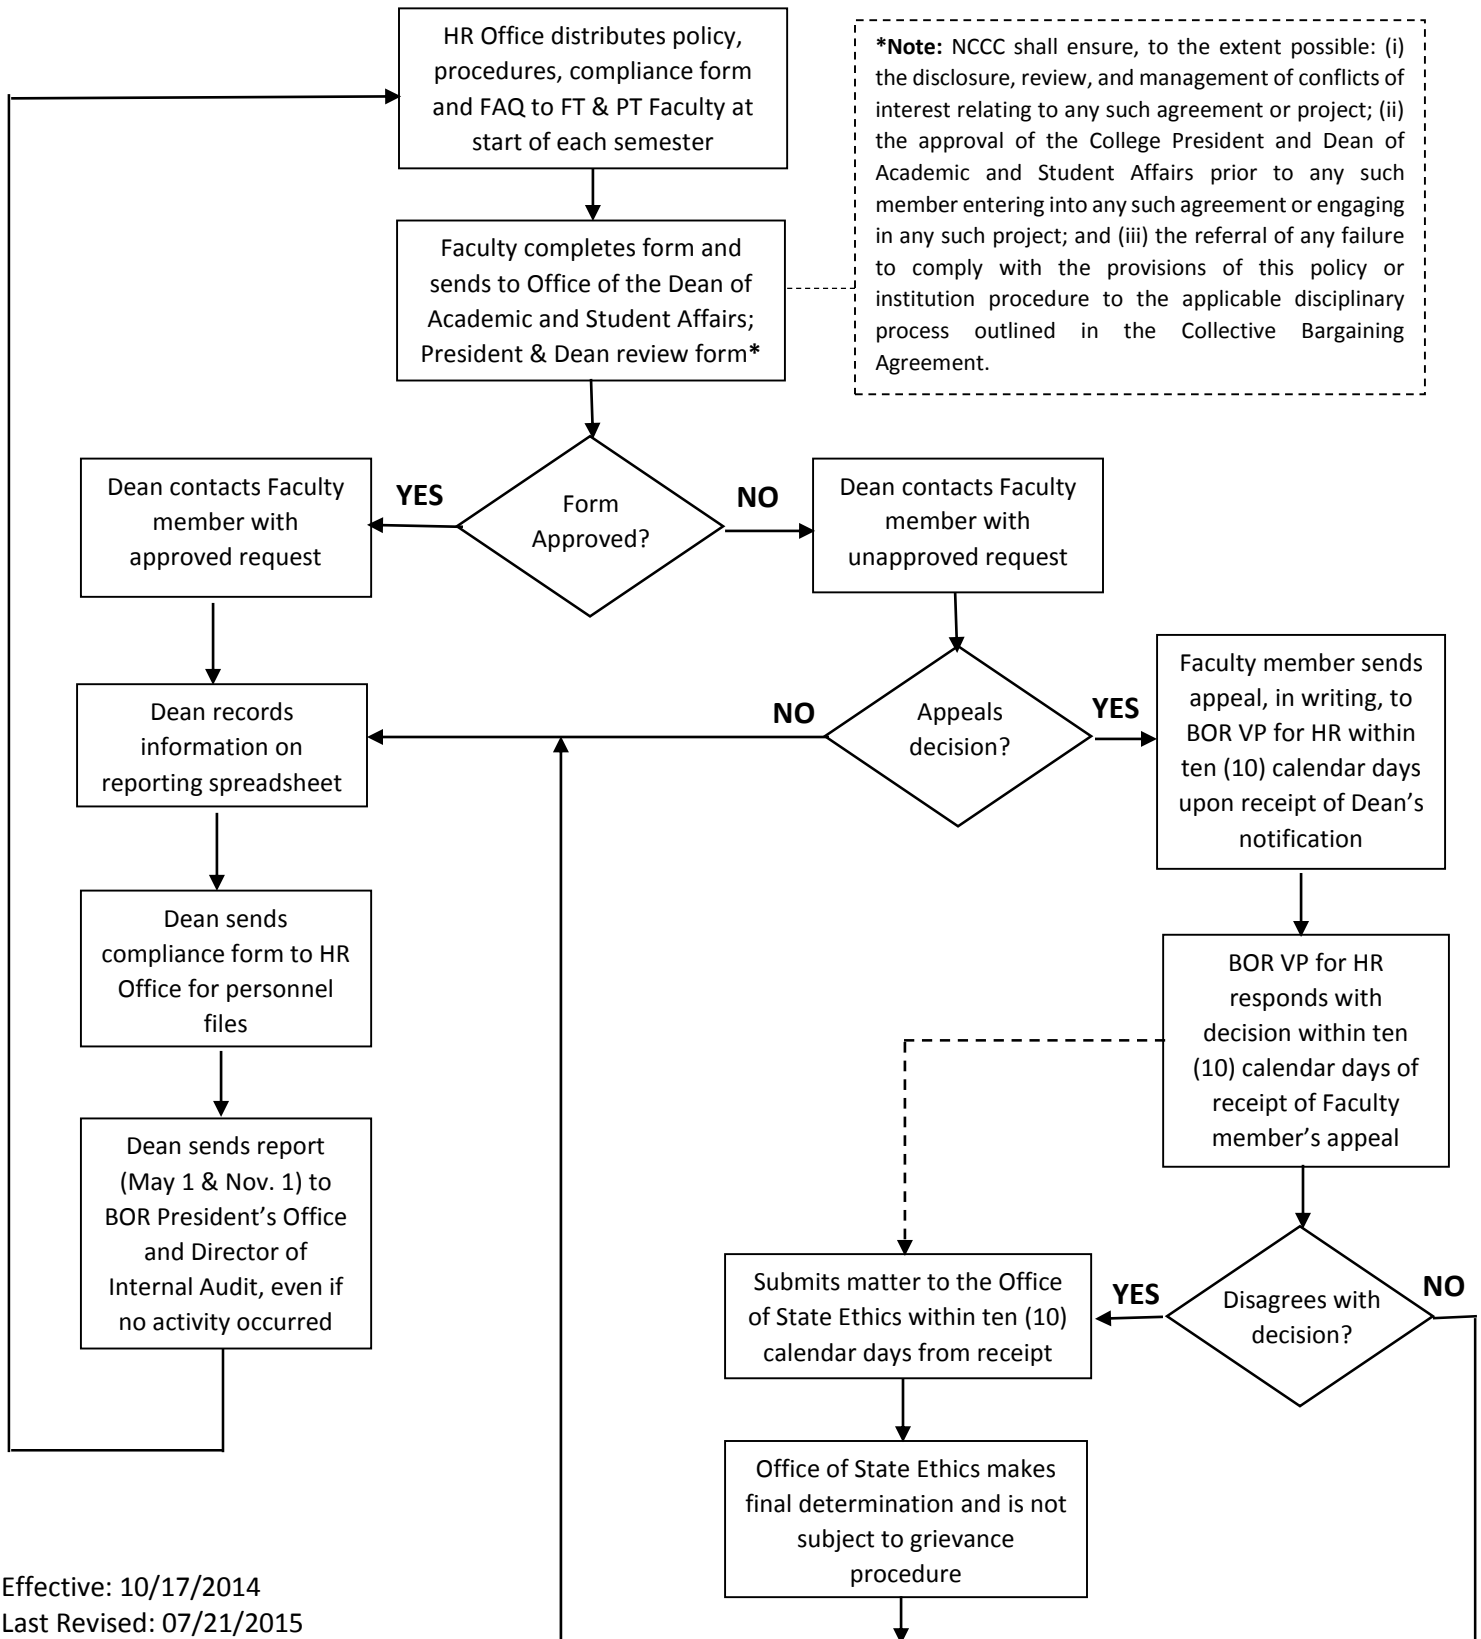 HR Office distributes policy,
procedures, compliance form
and FAQ to FT & PT Faculty at
start of each semester
*Note: NCCC shall ensure, to the extent possible: (i)
the disclosure, review, and management of conflicts of
interest relating to any such agreement or project; (ii)
the approval of the College President and Dean of
Academic and Student Affairs prior to any such
member entering into any such agreement or engaging
in any such project; and (iii) the referral of any failure
to comply with the provisions of this policy or
institution procedure to the applicable disciplinary
process outlined in the Collective Bargaining
Agreement.
Faculty completes form and
sends to Office of the Dean of
Academic and Student Affairs;
President & Dean review form*
Dean contacts Faculty
member with
approved request
YES
Form
Approved?
NO
Dean contacts Faculty
member with
unapproved request
Dean records
information on
reporting spreadsheet
NO
Appeals
decision?
YES
Faculty member sends
appeal, in writing, to
BOR VP for HR within
ten (10) calendar days
upon receipt of Dean’s
notification
Dean sends
compliance form to HR
Office for personnel
files
BOR VP for HR
responds with
decision within ten
(10) calendar days of
receipt of Faculty
member’s appeal
Dean sends report
(May 1 & Nov. 1) to
BOR President’s Office
and Director of
Internal Audit, even if
no activity occurred
Submits matter to the Office
of State Ethics within ten (10)
calendar days from receipt
YES
Disagrees with
decision?
NO
Office of State Ethics makes
final determination and is not
subject to grievance
procedure
Effective: 10/17/2014
Last Revised: 07/21/2015